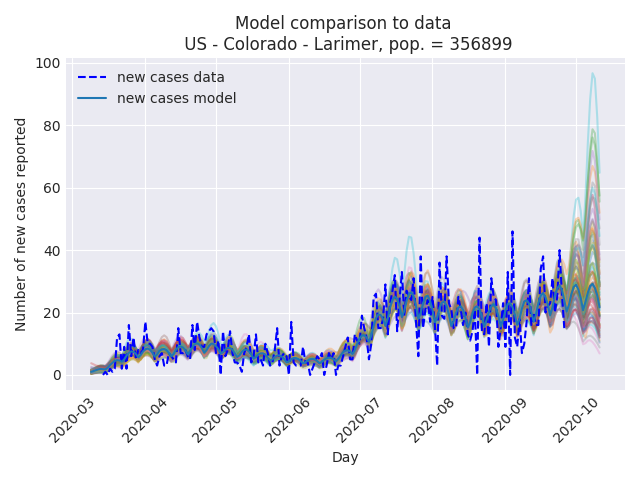 Model comparison to data
US - Colorado - Larimer, pop. = 356899
new cases data
new cases model
Number of new cases reported
100
80
60
40
20
0
2020-03
2020-04
2020-05
2020-06
2020-07
2020-08
2020-09
2020-10
Day